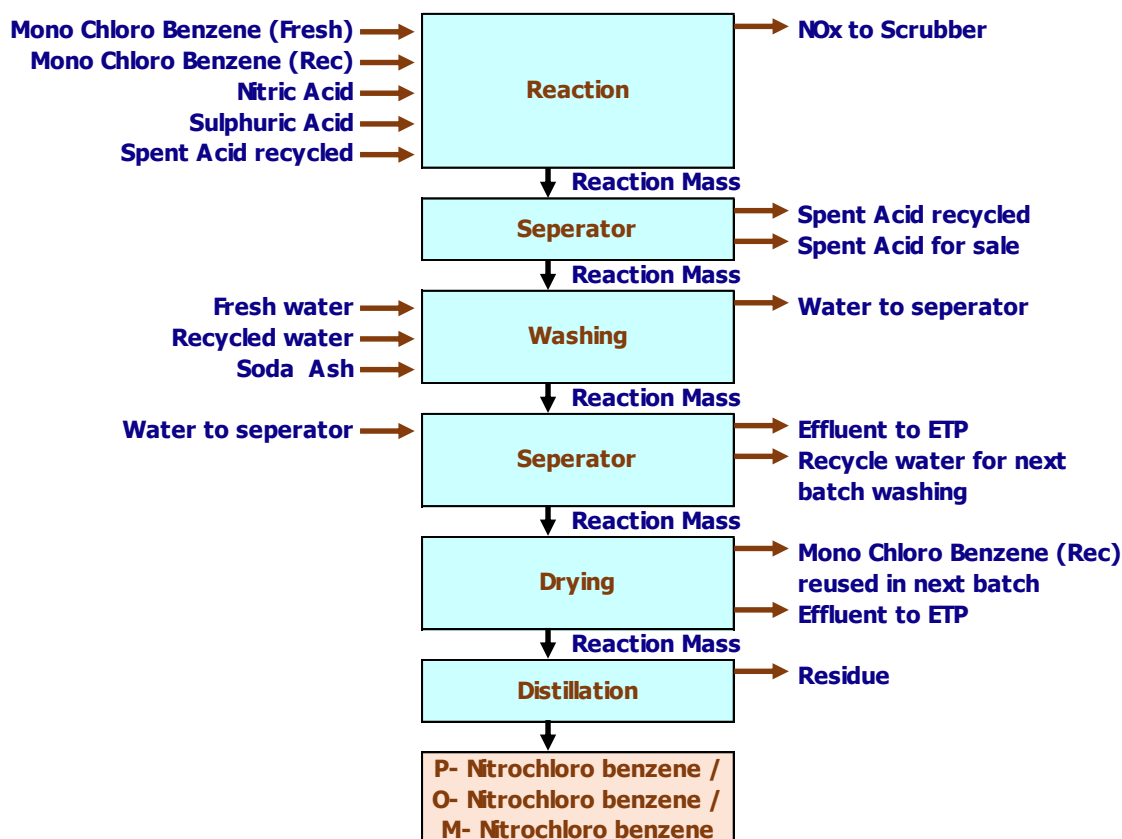 Mono Chloro Benzene (Fresh)
Mono Chloro Benzene (Rec)
Nitric Acid
Sulphuric Acid
Spent Acid recycled
Reaction
NOx to Scrubber
Reaction Mass
Seperator
Spent Acid recycled
Spent Acid for sale
Reaction Mass
Fresh water
Recycled water
Soda Ash
Washing
Water to seperator
Reaction Mass
Water to seperator
Seperator
Effluent to ETP
Recycle water for next
batch washing
Reaction Mass
Drying
Mono Chloro Benzene (Rec)
reused in next batch
Effluent to ETP
Reaction Mass
Distillation
Residue
P- Nitrochloro benzene /
O- Nitrochloro benzene /
M- Nitrochloro benzene